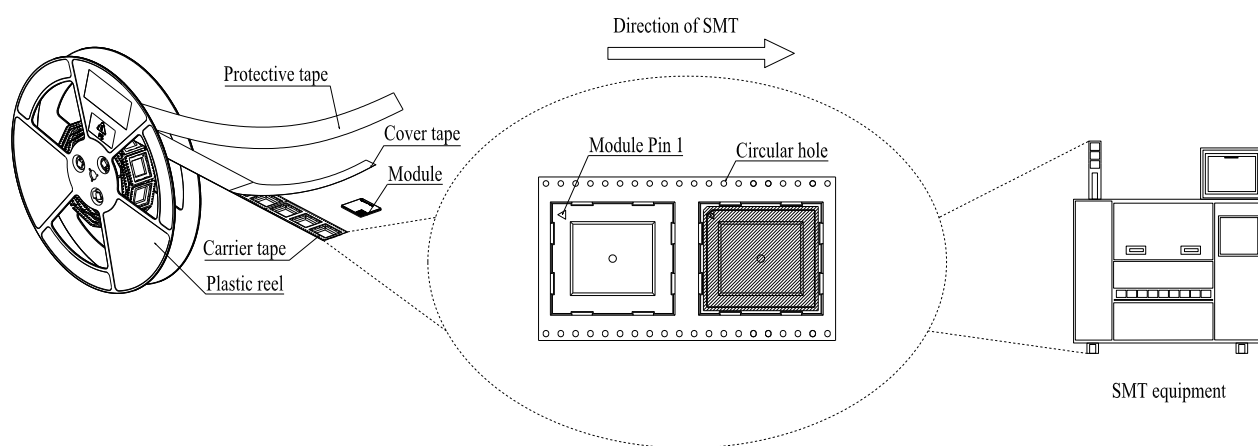 Direction of SMT
Protective tape
Cover tape
Module
Module Pin 1
Circular hole
Carrier tape
Plastic reel
SMT equipment